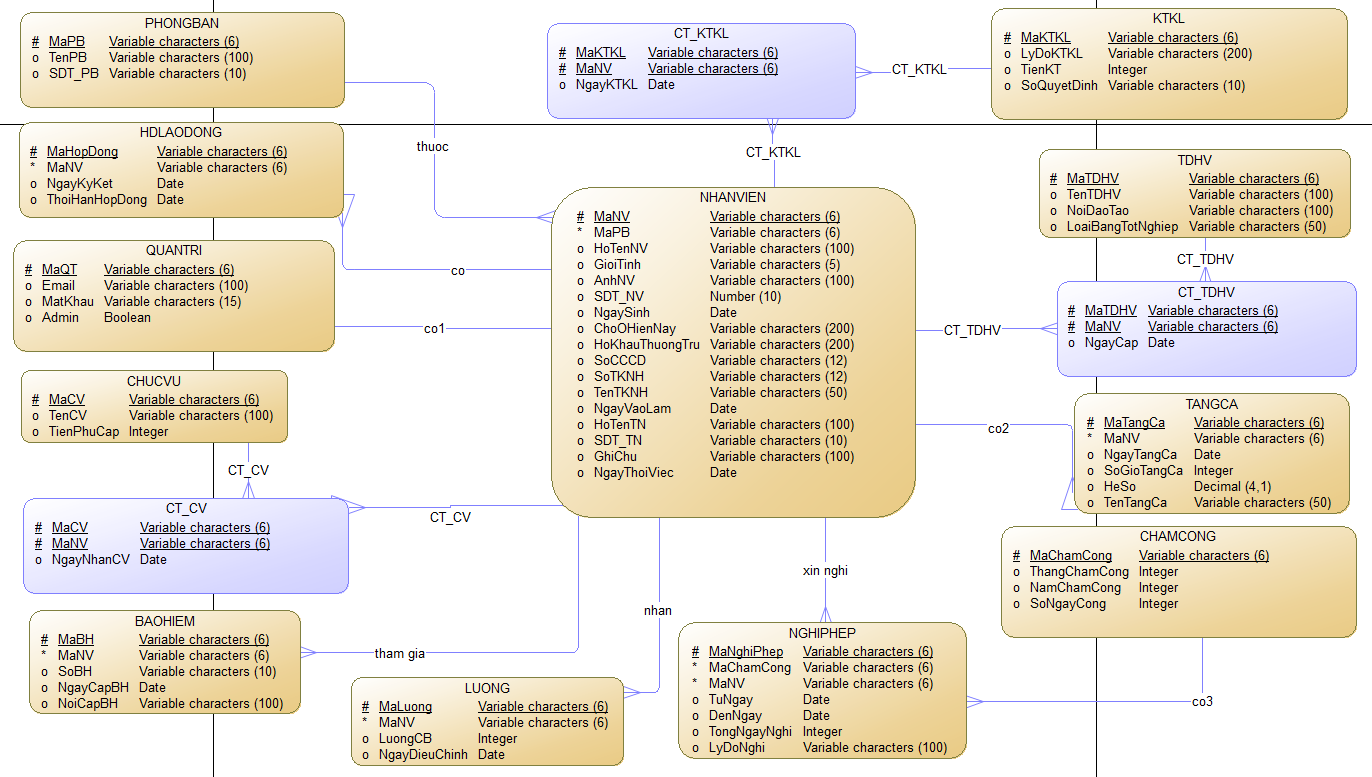 PHONGBAN
# MaPB Variable characters (6)
o TenPB Variable characters (100)
o SDT_PB Variable characters (10)
CT_KTKL
# MaKTKL Variable characters (6)
# MaNV Variable characters (6)
o NgayKTKL Date
CT_KTKL
KTKL
# MaKTKL Variable characters (6)
o LyDoKTKL Variable characters (200)
o TienKT Integer
o SoQuyetDinh Variable characters (10)
HDLAODONG
# MaHopDong Variable characters (6)
* MaNV Variable characters (6)
o NgayKyKet Date
o ThoiHanHopDong Date
thuoc
CT_KTKL
TDHV
# MaTDHV Variable characters (6)
o TenTDHV Variable characters (100)
o NoiDaoTao Variable characters (100)
o LoaiBangTotNghiep Variable characters (50)
NHANVIEN
# MaNV Variable characters (6)
* MaPB Variable characters (6)
o HoTenNV Variable characters (100)
o GioiTinh Variable characters (5)
o AnhNV Variable characters (100)
o SDT_NV Number (10)
o NgaySinh Date
o ChoOHienNay Variable characters (200)
o HoKhauThuongTru Variable characters (200)
o SoCCCD Variable characters (12)
o SoTKNH Variable characters (12)
o TenTKNH Variable characters (50)
o NgayVaoLam Date
o HoTenTN Variable characters (100)
o SDT_TN Variable characters (10)
o GhiChu Variable characters (100)
o NgayThoiViec Date
QUANTRI
# MaQT Variable characters (6)
o Email Variable characters (100)
o MatKhau Variable characters (15)
o Admin Boolean
co
co1
CT_TDHV
CT_TDHV
# MaTDHV Variable characters (6)
# MaNV Variable characters (6)
o NgayCap Date
CT_TDHV
CHUCVU
# MaCV Variable characters (6)
o TenCV Variable characters (100)
o TienPhuCap Integer
TANGCA
# MaTangCa Variable characters (6)
* MaNV Variable characters (6)
o NgayTangCa Date
o SoGioTangCa Integer
o HeSo Decimal (4,1)
o TenTangCa Variable characters (50)
co2
CT_CV
CT_CV
# MaCV Variable characters (6)
# MaNV Variable characters (6)
o NgayNhanCV Date
CT_CV
CHAMCONG
# MaChamCong Variable characters (6)
o ThangChamCong Integer
o NamChamCong Integer
o SoNgayCong Integer
xin nghi
nhan
BAOHIEM
# MaBH Variable characters (6)
* MaNV Variable characters (6)
o SoBH Variable characters (10)
o NgayCapBH Date
o NoiCapBH Variable characters (100)
tham gia
NGHIPHEP
# MaNghiPhep Variable characters (6)
* MaChamCong Variable characters (6)
* MaNV Variable characters (6)
o TuNgay Date
o DenNgay Date
o TongNgayNghi Integer
o LyDoNghi Variable characters (100)
LUONG
# MaLuong Variable characters (6)
* MaNV Variable characters (6)
o LuongCB Integer
o NgayDieuChinh Date
co3